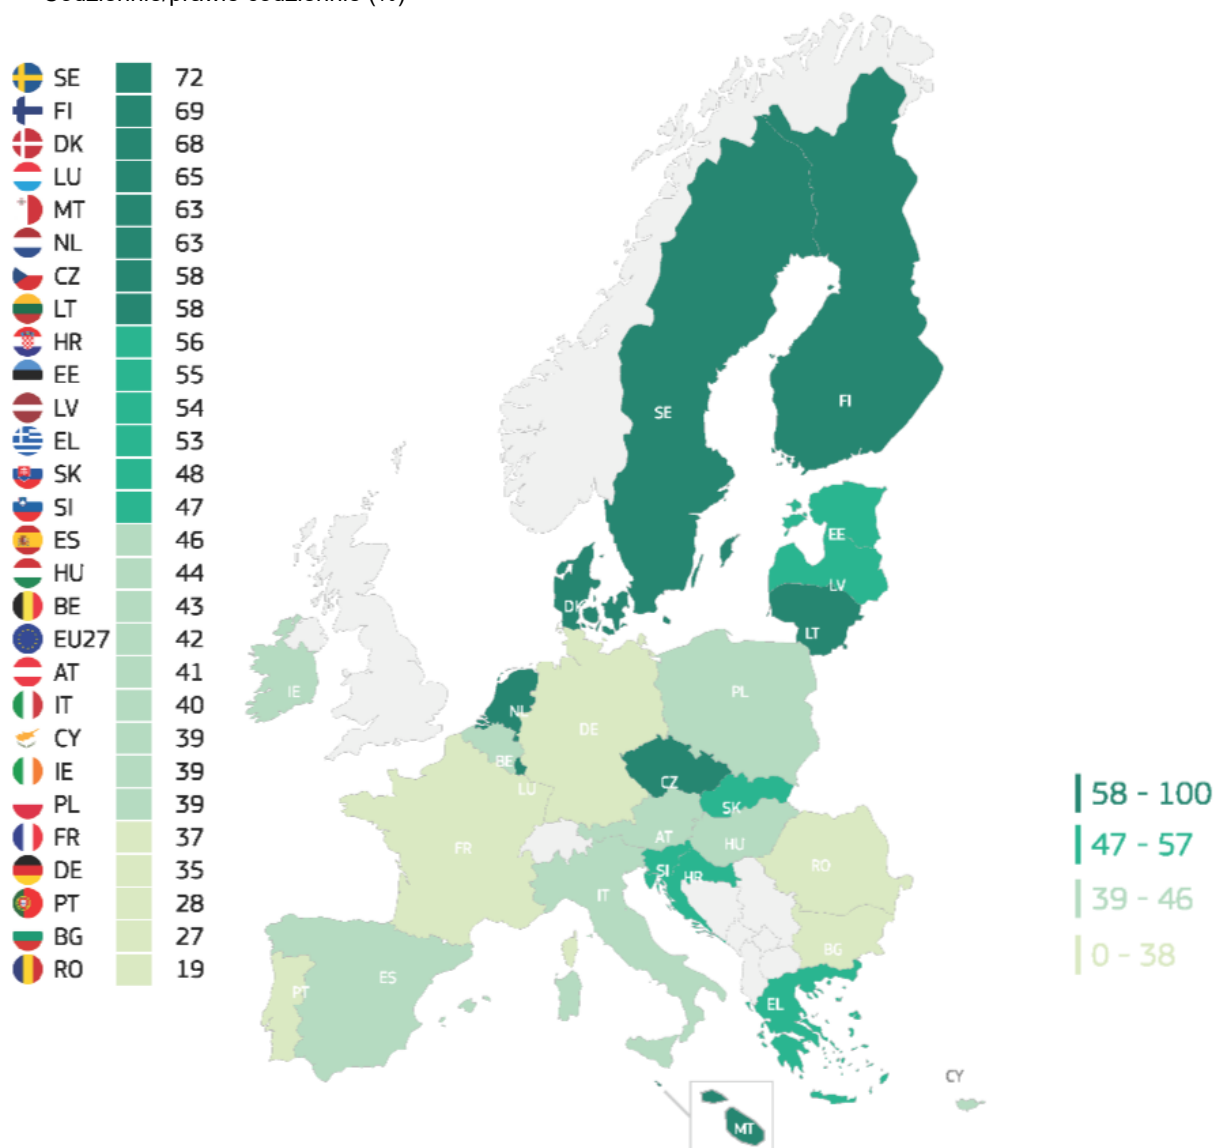 Codziennie/prawie codziennie (%)
SE 72
FI 69
DK 68
LU 65
MT 63
NL 63
CZ 58
LT 58
HR 56
EE 55
LV 54
EL 53
SK 48
SI 47
ES 46
HU 44
BE 43
EU27 42
AT 41
IT 40
CY 39
IE 39
PL 39
FR 37
DE 35
PT 28
BG 27
RO 19
FI
SE
EE
LV
DK
LT
IE
PL
NL
DE
BE
CZ
LU
SK
AT
HU
FR
RO
SI
HR
IT
BG
ES
PT
EL
CY
MT
58 - 100
47 - 57
39 - 46
0 - 38